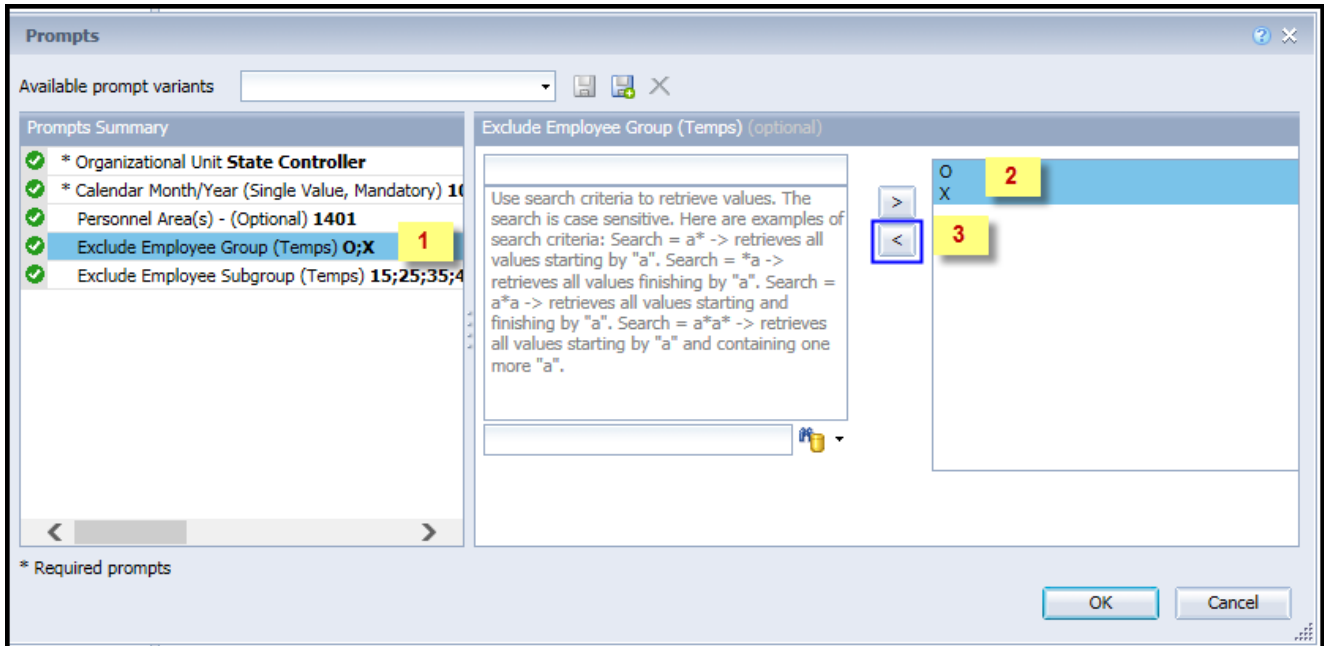 Prompts
Available prompt variants
Prompts Summary
* Organizational Unit State Controller
* Calendar Month/Year (Single Value, Mandatory) 10
Personnel Area(s) - (Optional) 1401
Exclude Employee Group (Temps) O;X
1
Exclude Employee Subgroup (Temps) 15;25;35;4
Exclude Employee Group (Temps) (optional)
Use search criteria to retrieve values. The
search is case sensitive. Here are examples of
search criteria: Search = a* -> retrieves all
values starting by "a". Search = *a ->
retrieves all values finishing by "a". Search =
a*a -> retrieves all values starting and
finishing by "a". Search = a*a* -> retrieves
all values starting by "a" and containing one
more "a".
>
<
O
X
2
3
* Required prompts
OK
Cancel